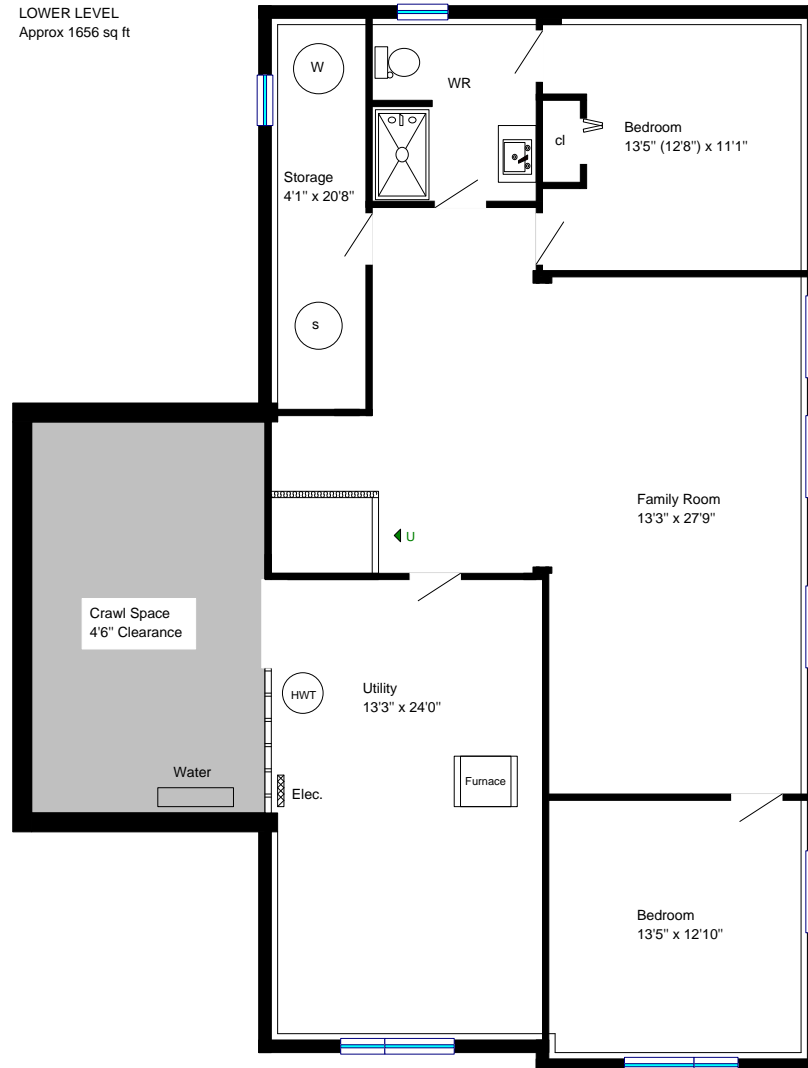 LOWER LEVEL
Approx 1656 sq ft
W
WR
cl
Bedroom
13'5" (12'8") x 11'1"
Storage
4'1" x 20'8"
s
Family Room
13'3" x 27'9"
U
Crawl Space
4'6" Clearance
HWT
Utility
13'3" x 24'0"
Water
Elec.
Furnace
Bedroom
13'5" x 12'10"